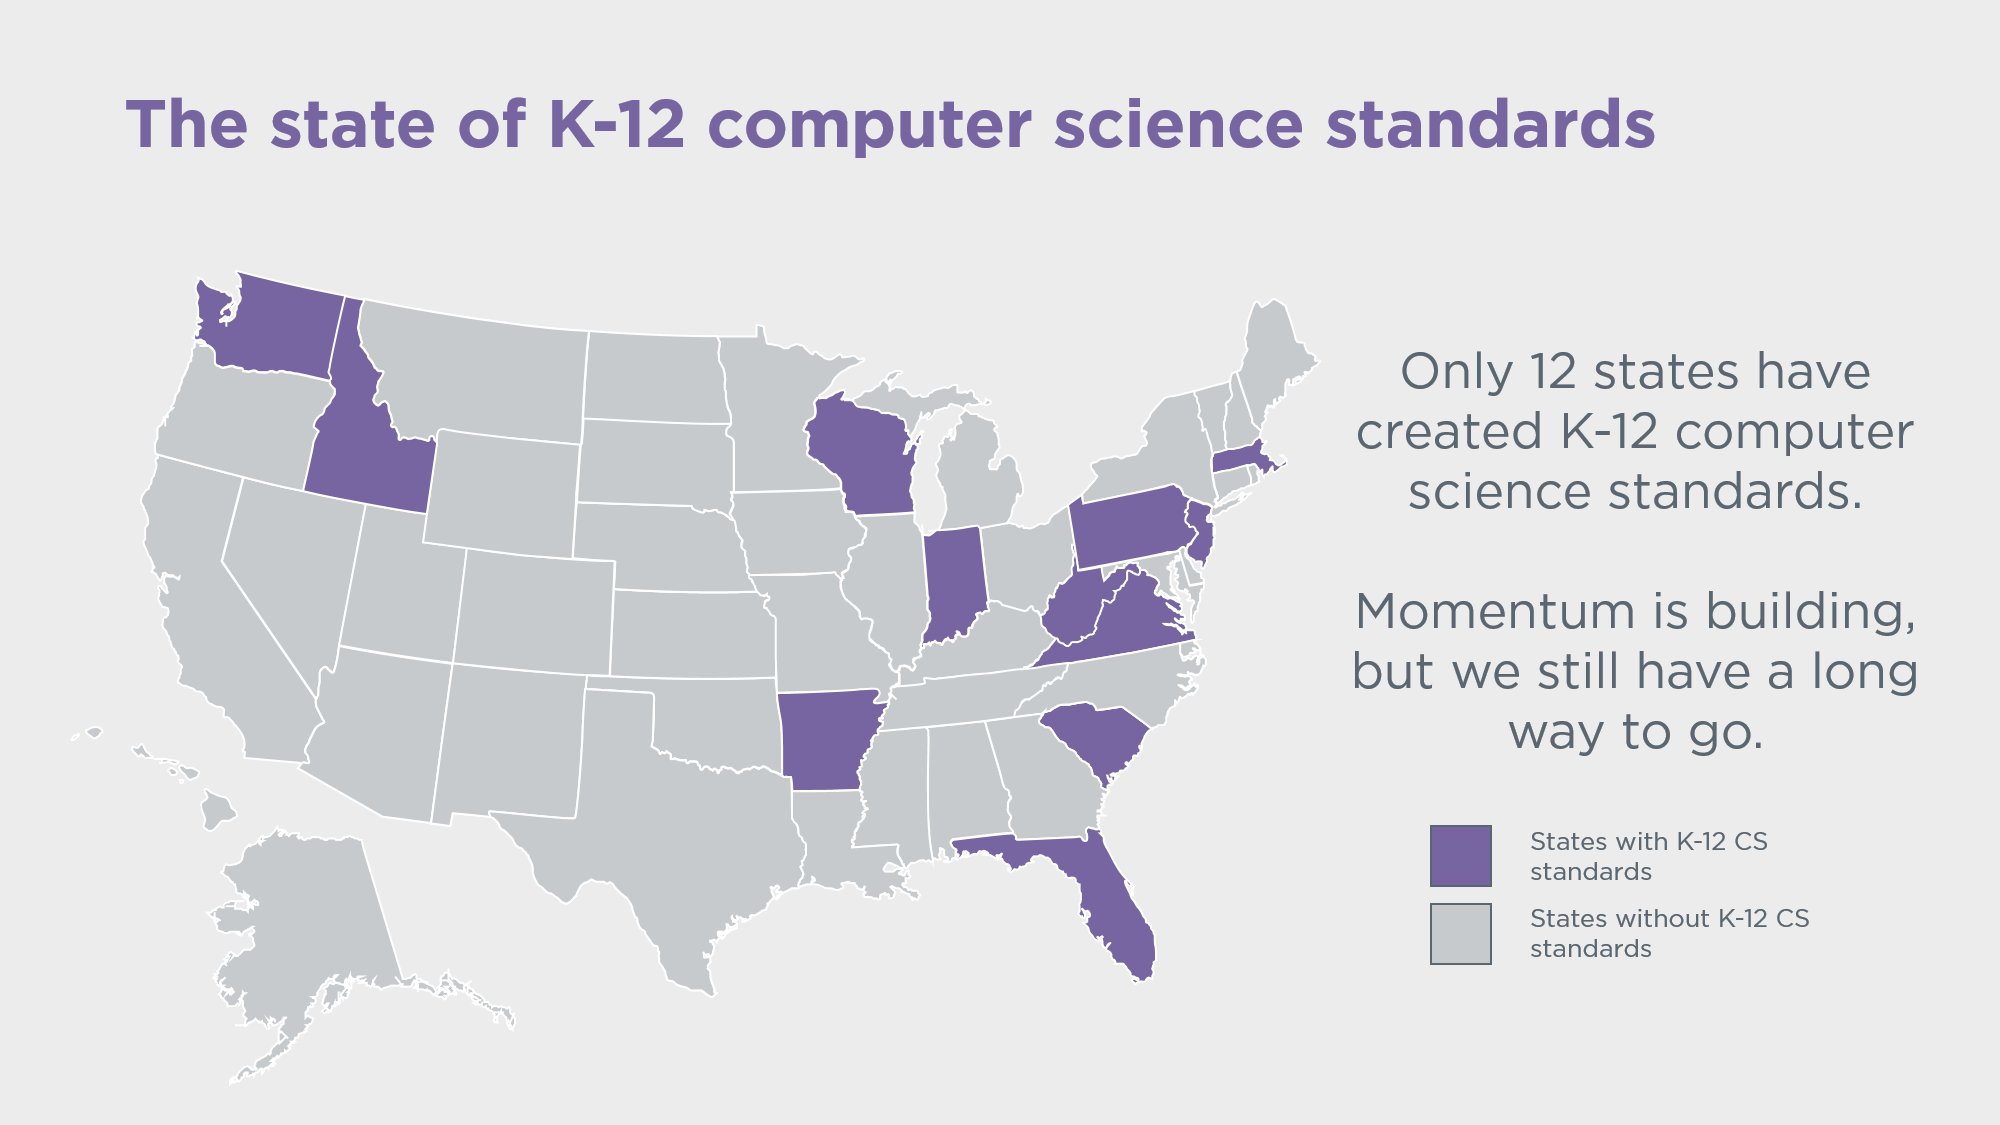 The state of K-12 computer science standards
Only 12 states have
created K-12 computer
science standards.
Momentum is building,
but we still have a long
way to go.
States with K-12 CS
standards
States without K-12 CS
standards